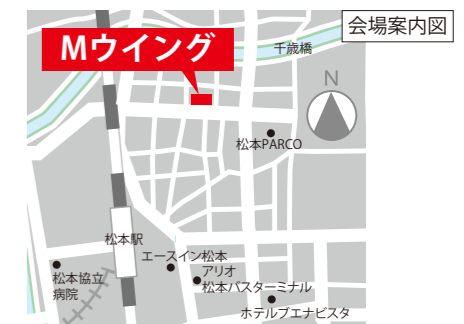 会場案内図
Mウイング
千歳橋
N
松本PARCO
松本駅
エースイン松本
アリオ
松本バスターミナル
松本協立
病院
ホテルブエナビスタ